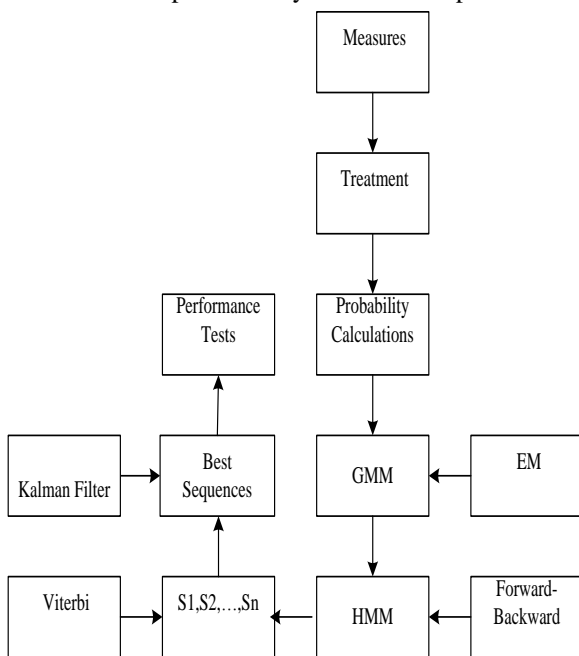 Measures
Treatment
Performance
Tests
Probability
Calculations
Kalman Filter
Best
Sequences
GMM
EM
Viterbi
S1,S2,...,Sn
HMM
Forward-
Backward